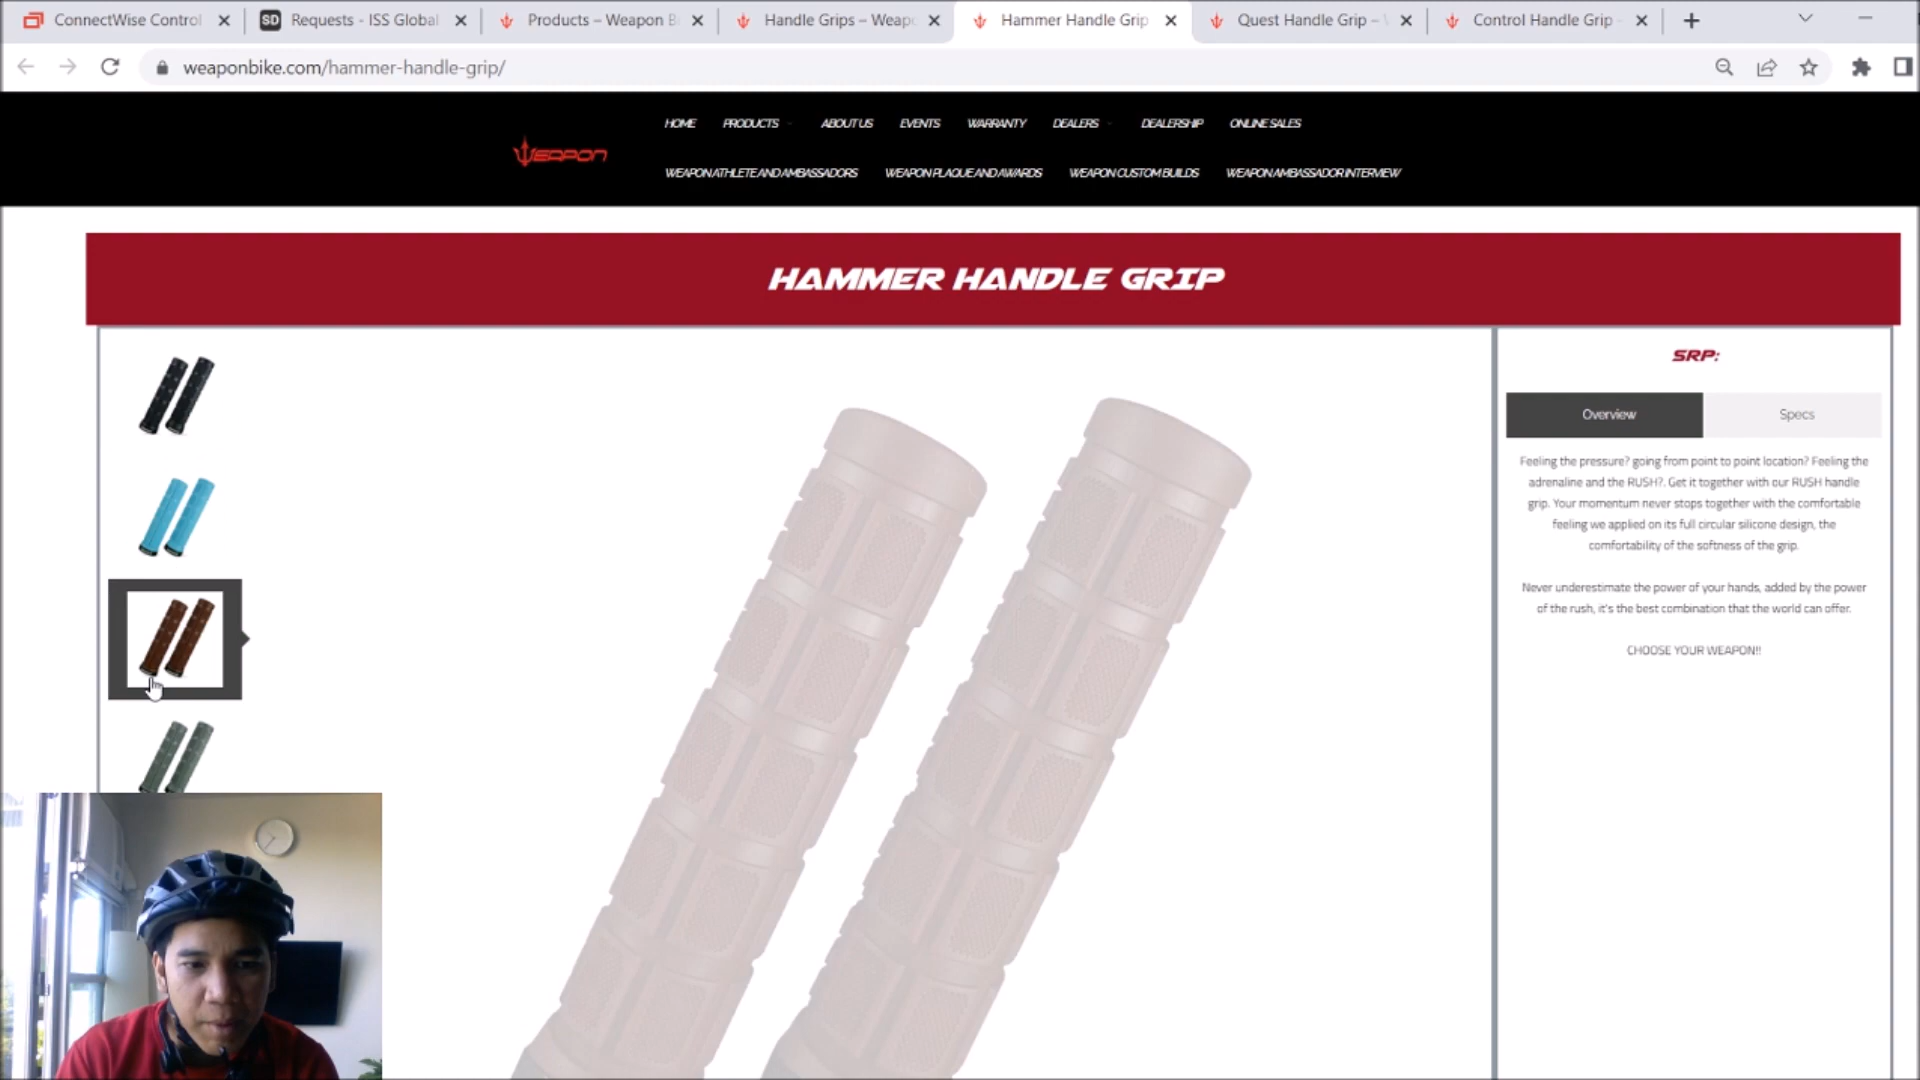 ConnectWise Control
SD Requests - ISS Global
Products – Weapon B
Handle Grips – Weapo
Hammer Handle Grip
Quest Handle Grip –
Control Handle Grip -
weaponbike.com/hammer-handle-grip/
WEAPON
HOME PRODUCTS ABOUT US EVENTS WARRANTY DEALERS DEALERSHIP ONLINE SALES
WEAPON ATHLETE AND AMBASSADORS WEAPON PLAQUE AND AWARDS WEAPON CUSTOM BUILDS WEAPON AMBASSADOR INTERVIEW
HAMMER HANDLE GRIP
SRP:
Overview Specs
Feeling the pressure? going from point to point location? Feeling the
adrenaline and the RUSH?. Get it together with our RUSH handle
grip. Your momentum never stops together with the comfortable
feeling we applied on its full circular silicone design, the
comfortability of the softness of the grip.
Never underestimate the power of your hands, added by the power
of the rush, it's the best combination that the world can offer.
CHOOSE YOUR WEAPON!!